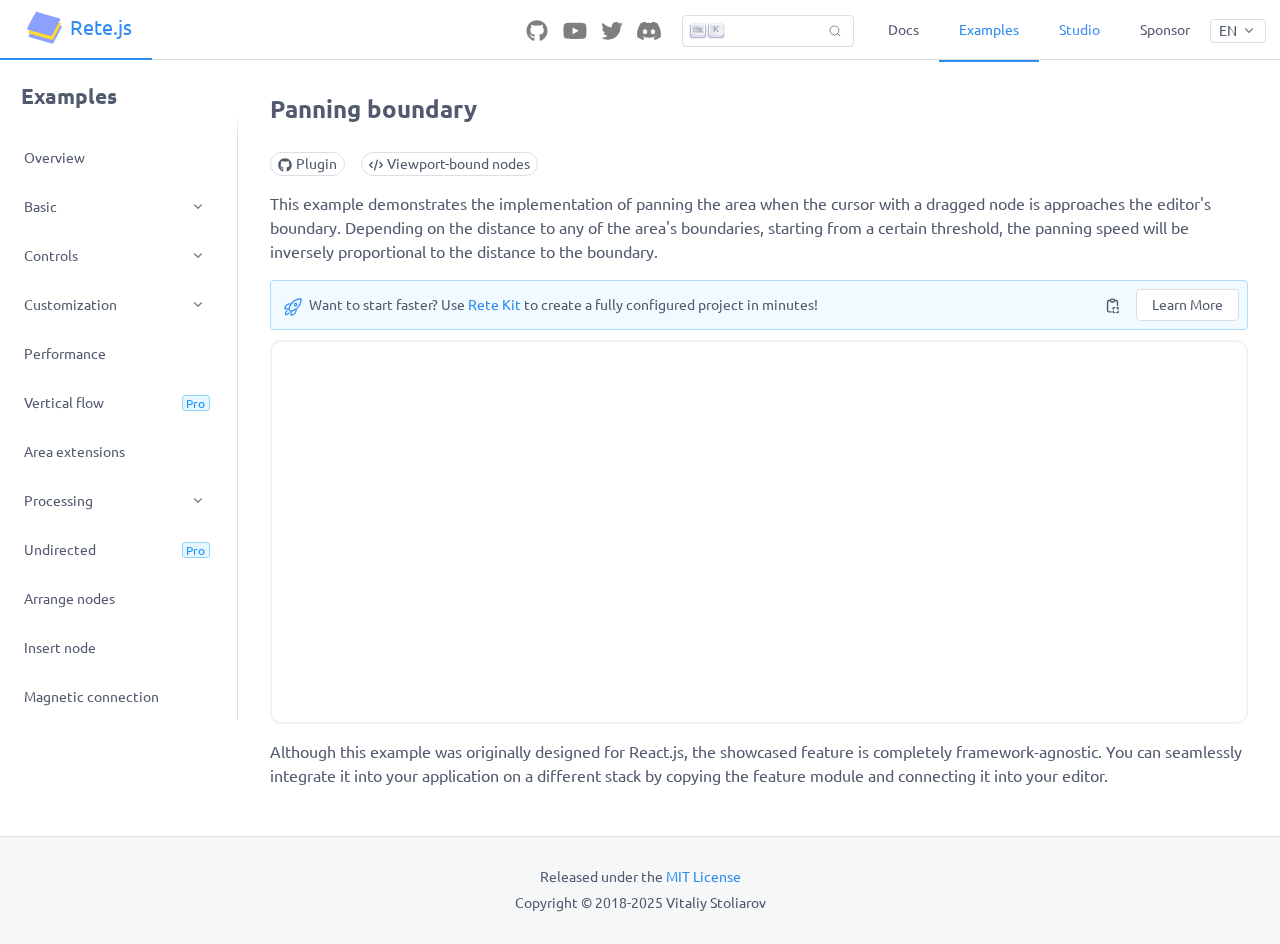 Rete.js
K
Docs
Examples
Studio
Sponsor
EN
Examples
Overview
Basic
Controls
Customization
Performance
Vertical flow
Pro
Area extensions
Processing
Undirected
Pro
Arrange nodes
Insert node
Magnetic connection
Panning boundary
Plugin
Viewport-bound nodes
This example demonstrates the implementation of panning the area when the cursor with a dragged node is approaches the editor's
boundary. Depending on the distance to any of the area's boundaries, starting from a certain threshold, the panning speed will be
inversely proportional to the distance to the boundary.
Want to start faster? Use Rete Kit to create a fully configured project in minutes!
Learn More
Although this example was originally designed for React.js, the showcased feature is completely framework-agnostic. You can seamlessly
integrate it into your application on a different stack by copying the feature module and connecting it into your editor.
Released under the MIT License
Copyright © 2018-2025 Vitaliy Stoliarov